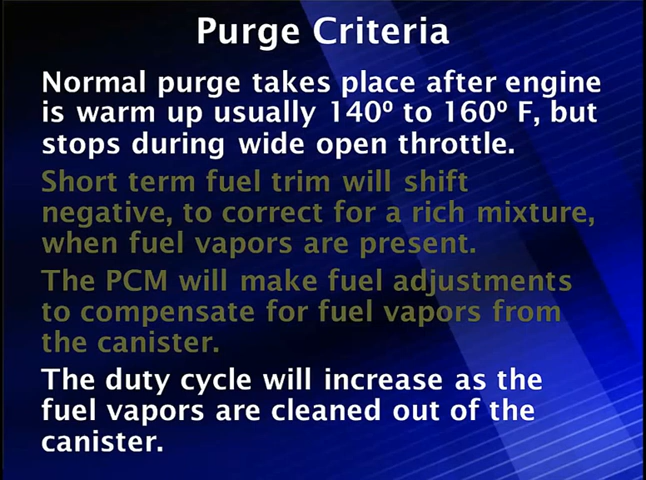 Purge Criteria
Normal purge takes place after engine
is warm up usually 140º to 160º F, but
stops during wide open throttle.
Short term fuel trim will shift
negative, to correct for a rich mixture,
when fuel vapors are present.
The PCM will make fuel adjustments
to compensate for fuel vapors from
the canister.
The duty cycle will increase as the
fuel vapors are cleaned out of the
canister.